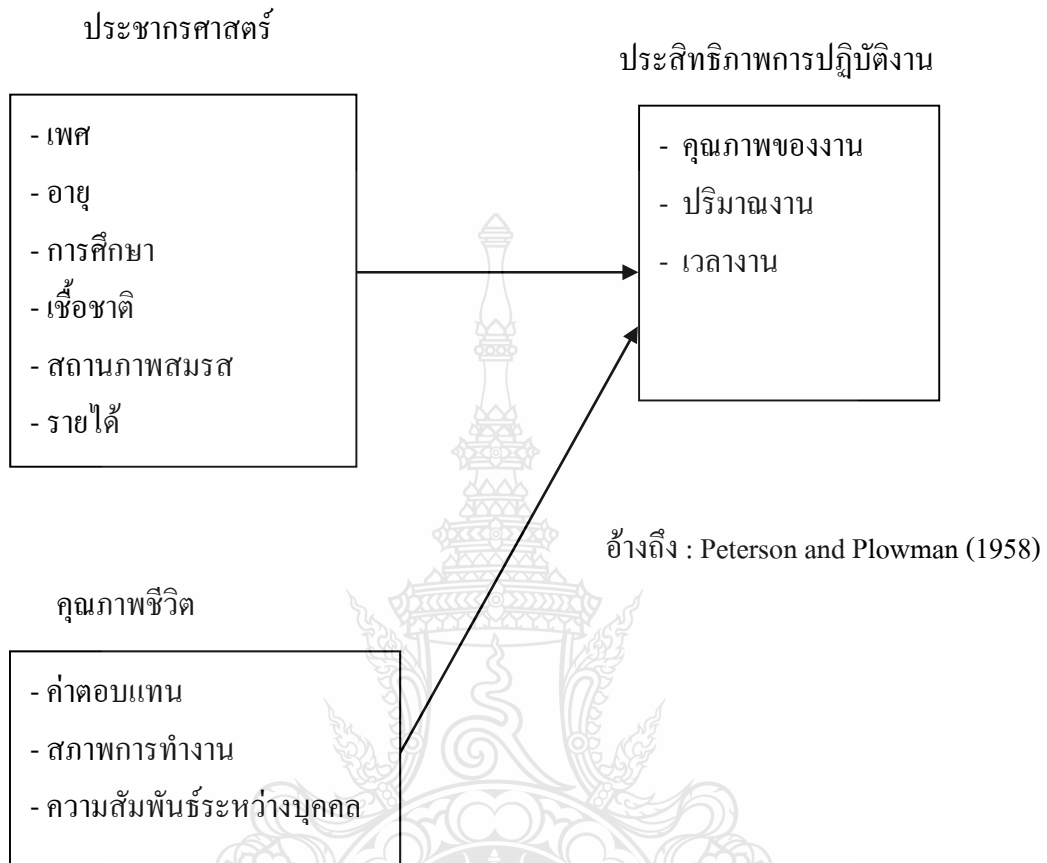 ประชากรศาสตร์
- เพศ
- อายุ
- การศึกษา
- เชื้อชาติ
- สถานภาพสมรส
- รายได้
ประสิทธิภาพการปฏิบัติงาน
- คุณภาพของงาน
- ปริมาณงาน
- เวลางาน
อ้างถึง : Peterson and Plowman (1958)
คุณภาพชีวิต
- ค่าตอบแทน
- สภาพการทำงาน
- ความสัมพันธ์ระหว่างบุคคล